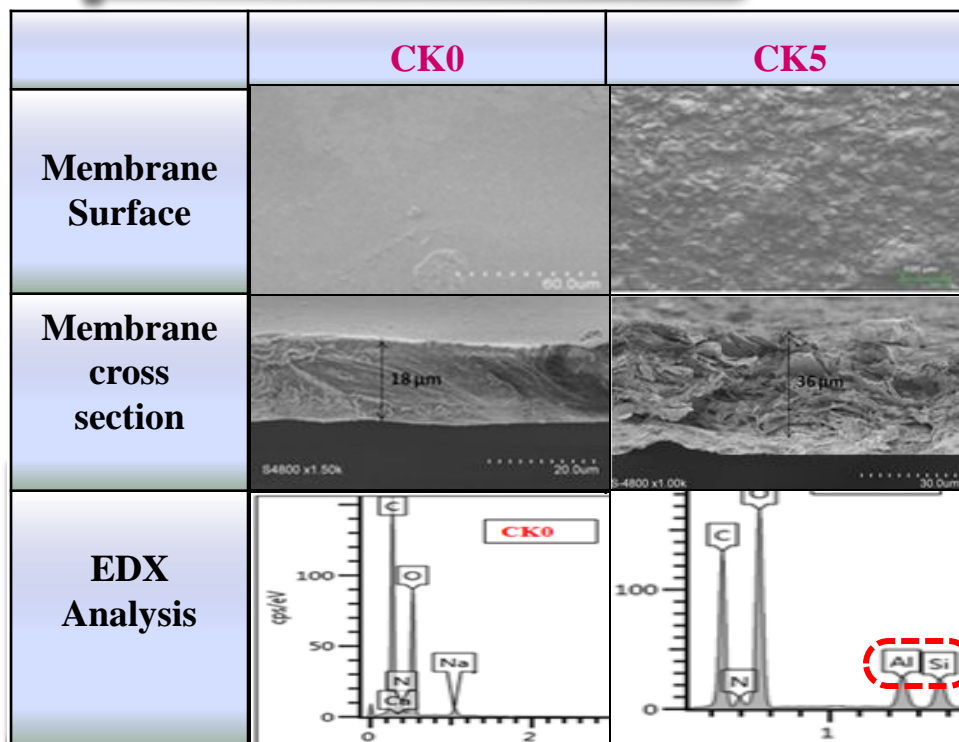 CK0 CK5
Membrane
Surface
60.0um
Membrane
cross
section
18 µm
S4800 x1.50k 20.0um
36 µm
S-4800 x1.00k 30.0um
EDX
Analysis
cps/eV
100
50
0
0 2
C
O
N
Na
CK0
100
0
1
C
N
Al Si